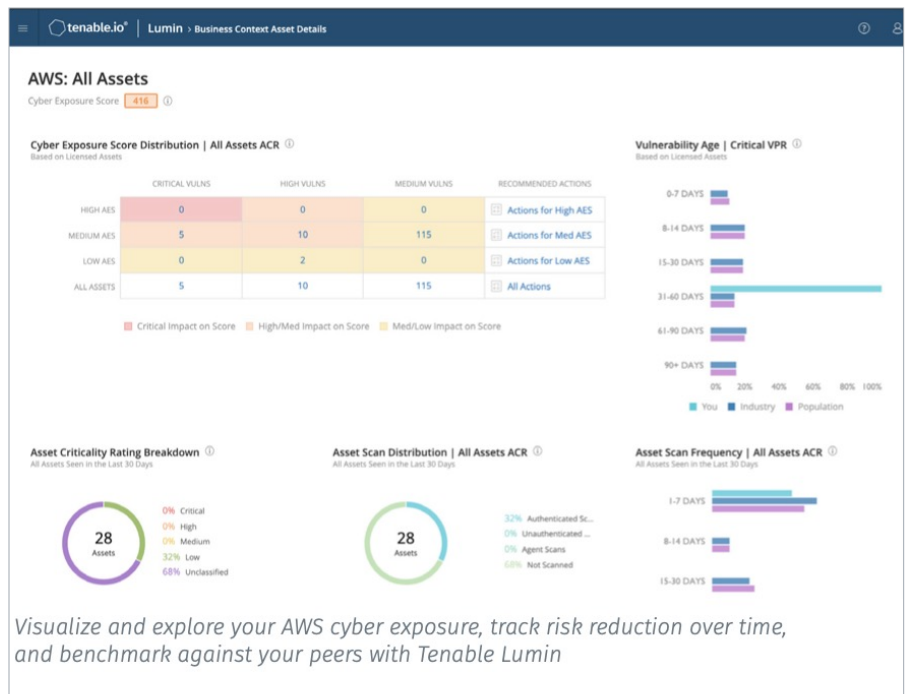 tenable.io® | Lumin > Business Context Asset Details
AWS: All Assets
Cyber Exposure Score 416
Cyber Exposure Score Distribution | All Assets ACR
Based on Licensed Assets
CRITICAL VULNS HIGH VULNS MEDIUM VULNS RECOMMENDED ACTIONS
HIGH AES 0 0 0 Actions for High AES
MEDIUM AES 5 10 115 Actions for Med AES
LOW AES 0 2 0 Actions for Low AES
ALL ASSETS 5 10 115 All Actions
Critical Impact on Score High/Med Impact on Score Med/Low Impact on Score
Vulnerability Age | Critical VPR
Based on Licensed Assets
0-7 DAYS
8-14 DAYS
15-30 DAYS
31-60 DAYS
61-90 DAYS
90+ DAYS
0% 20% 40% 60% 80% 100%
You Industry Population
Asset Criticality Rating Breakdown
All Assets Seen in the Last 30 Days
28
Assets
0% Critical
0% High
0% Medium
32% Low
68% Unclassified
Asset Scan Distribution | All Assets ACR
All Assets Seen in the Last 30 Days
28
Assets
32% Authenticated Sc...
0% Unauthenticated ...
0% Agent Scans
68% Not Scanned
Asset Scan Frequency | All Assets ACR
All Assets Seen in the Last 30 Days
1-7 DAYS
8-14 DAYS
15-30 DAYS
Visualize and explore your AWS cyber exposure, track risk reduction over time,
and benchmark against your peers with Tenable Lumin